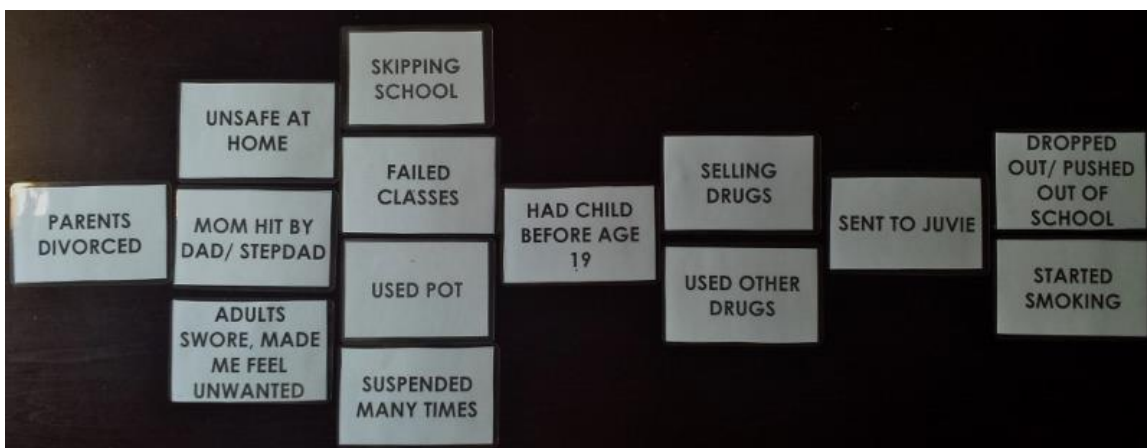 PARENTS
DIVORCED
UNSAFE AT
HOME
MOM HIT BY
DAD/ STEPDAD
ADULTS
SWORE, MADE
ME FEEL
UNWANTED
SKIPPING
SCHOOL
FAILED
CLASSES
USED POT
SUSPENDED
MANY TIMES
HAD CHILD
BEFORE AGE
19
SELLING
DRUGS
USED OTHER
DRUGS
SENT TO JUVIE
DROPPED
OUT/ PUSHED
OUT OF
SCHOOL
STARTED
SMOKING